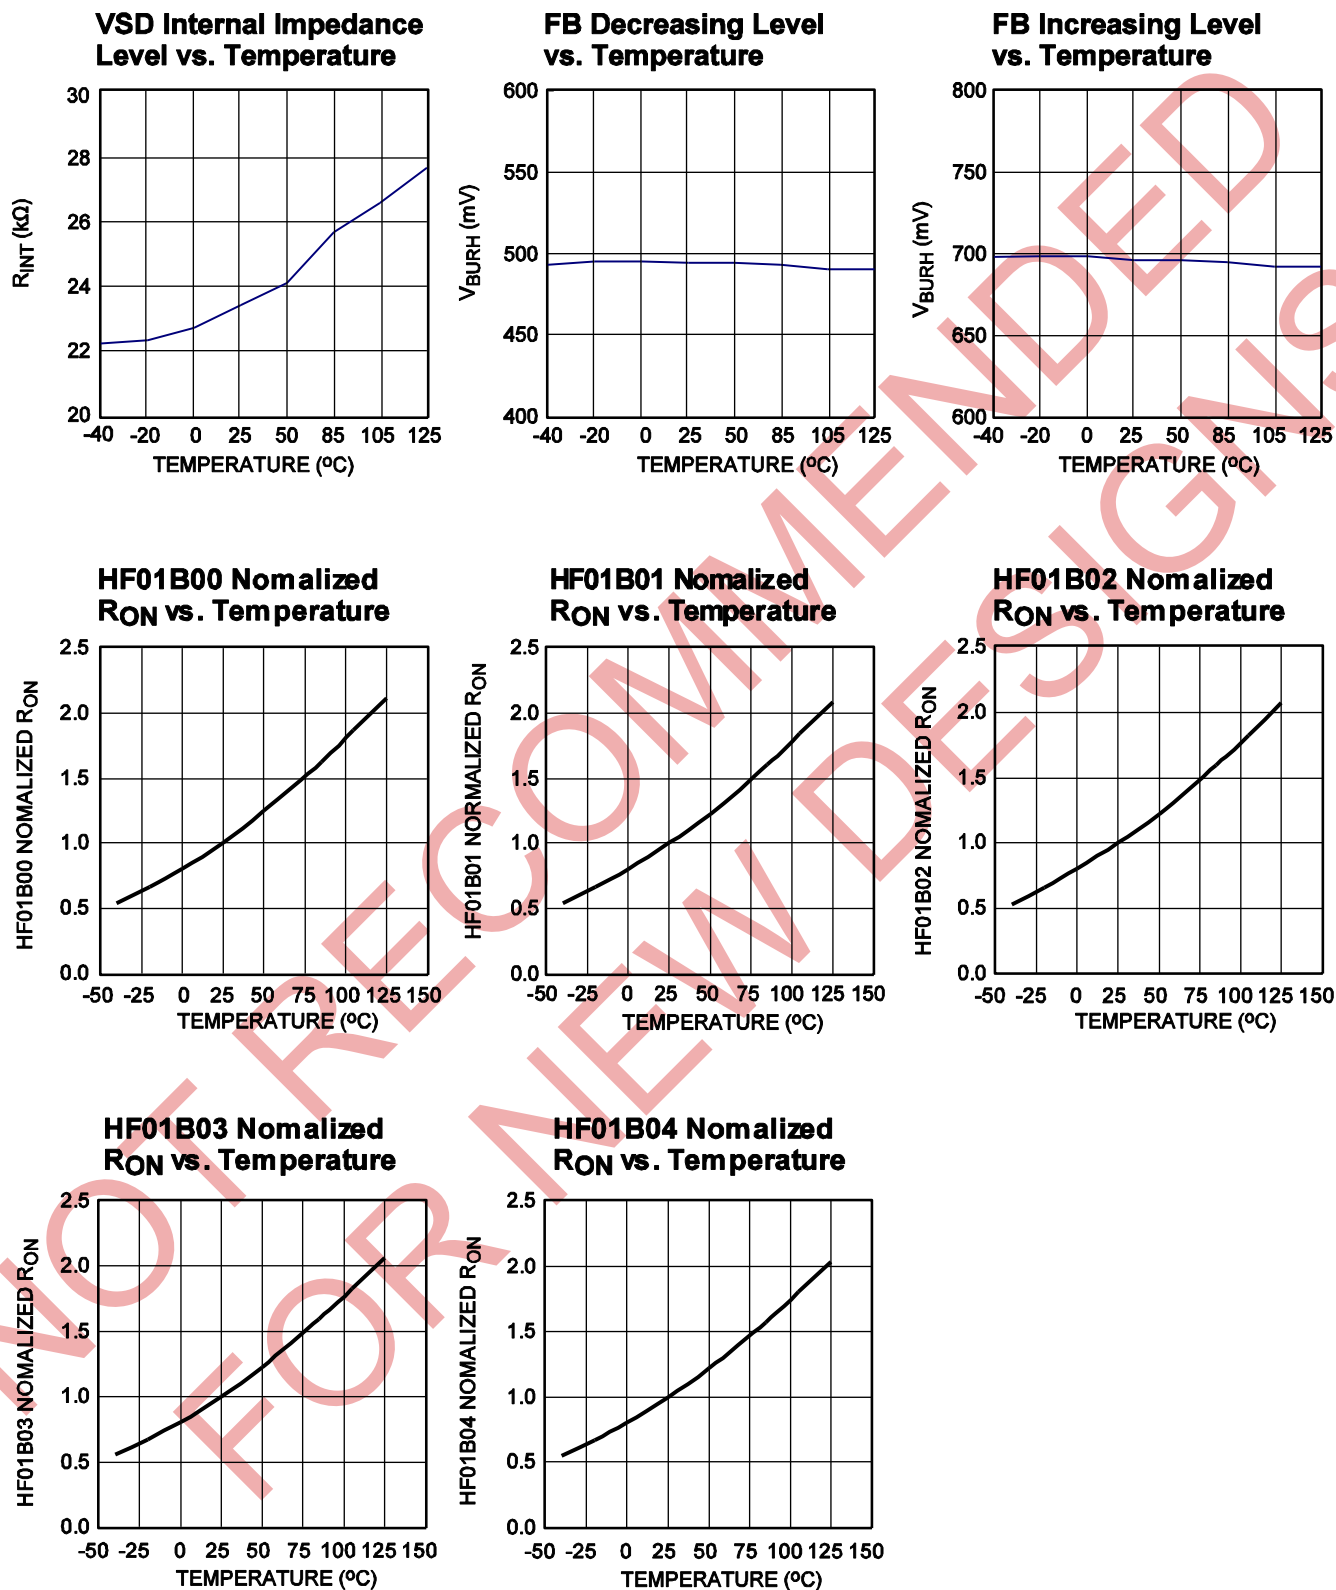 VSD Internal Impedance
Level vs. Temperature
30
28
26
24
22
20
RINT (kΩ)
-40 -20 0 25 50 85 105 125
TEMPERATURE (ºC)
FB Decreasing Level
vs. Temperature
600
550
500
450
400
VBURH (mV)
-40 -20 0 25 50 85 105 125
TEMPERATURE (ºC)
FB Increasing Level
vs. Temperature
800
750
700
650
600
VBURH (mV)
-40 -20 0 25 50 85 105 125
TEMPERATURE (ºC)
HF01B00 Nomalized
RON vs. Temperature
2.5
2.0
1.5
1.0
0.5
0.0
HF01B00 NOMALIZED RON
-50 -25 0 25 50 75 100 125 150
TEMPERATURE (ºC)
HF01B01 Nomalized
RON vs. Temperature
2.5
2.0
1.5
1.0
0.5
0.0
HF01B01 NORMALIZED RON
-50 -25 0 25 50 75 100 125 150
TEMPERATURE (ºC)
HF01B02 Nomalized
RON vs. Temperature
2.5
2.0
1.5
1.0
0.5
0.0
HF01B02 NOMALIZED RON
-50 -25 0 25 50 75 100 125 150
TEMPERATURE (ºC)
HF01B03 Nomalized
RON vs. Temperature
2.5
2.0
1.5
1.0
0.5
0.0
HF01B03 NOMALIZED RON
-50 -25 0 25 50 75 100 125 150
TEMPERATURE (ºC)
HF01B04 Nomalized
RON vs. Temperature
2.5
2.0
1.5
1.0
0.5
0.0
HF01B04 NOMALIZED RON
-50 -25 0 25 50 75 100 125 150
TEMPERATURE (ºC)
NOT RECOMMENDED
FOR NEW DESIGNS